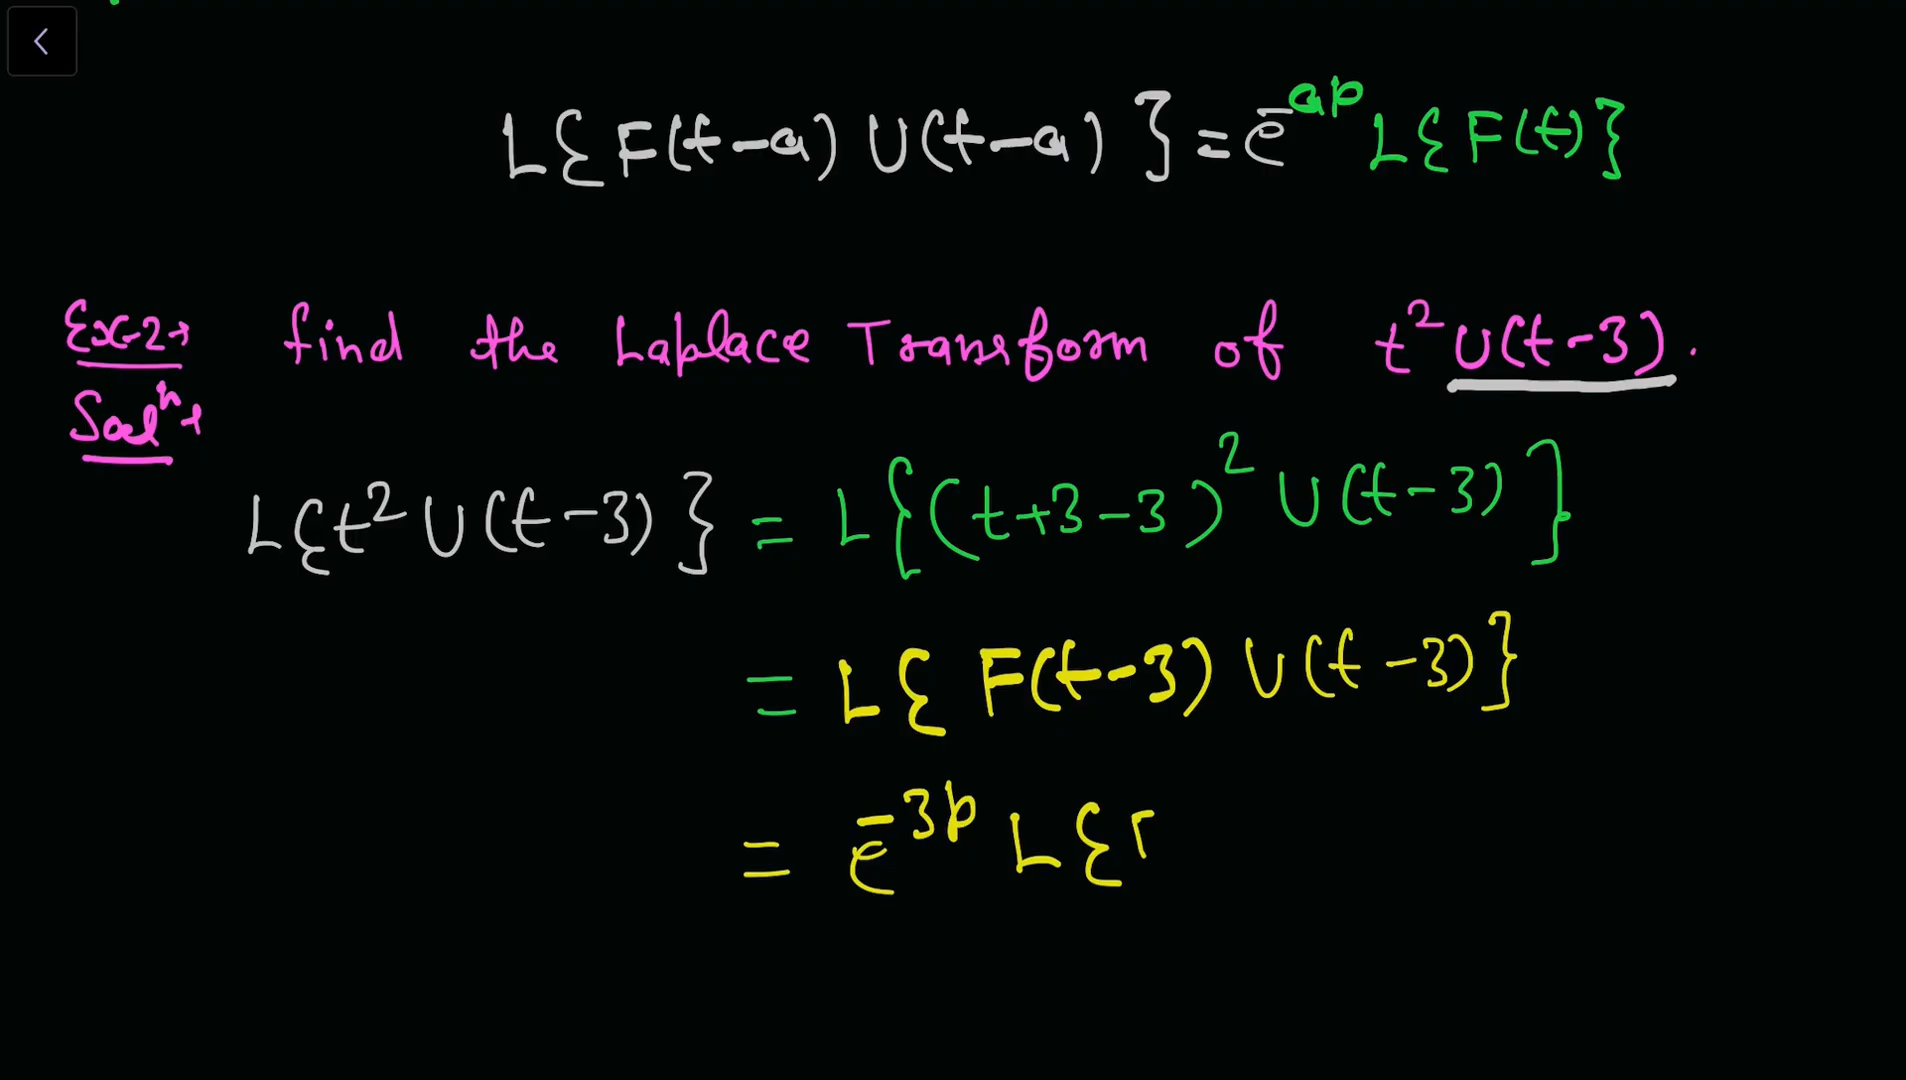 L{F(t-a) U(t-a)} = e^-ap L{F(t)}
Ex-2→ find the Laplace Transform of t² U(t-3).
Solⁿ→
L{t² U(t-3)} = L{(t+3-3)² U(t-3)}
= L{ F(t-3) U(t-3)}
= e^-3p L{